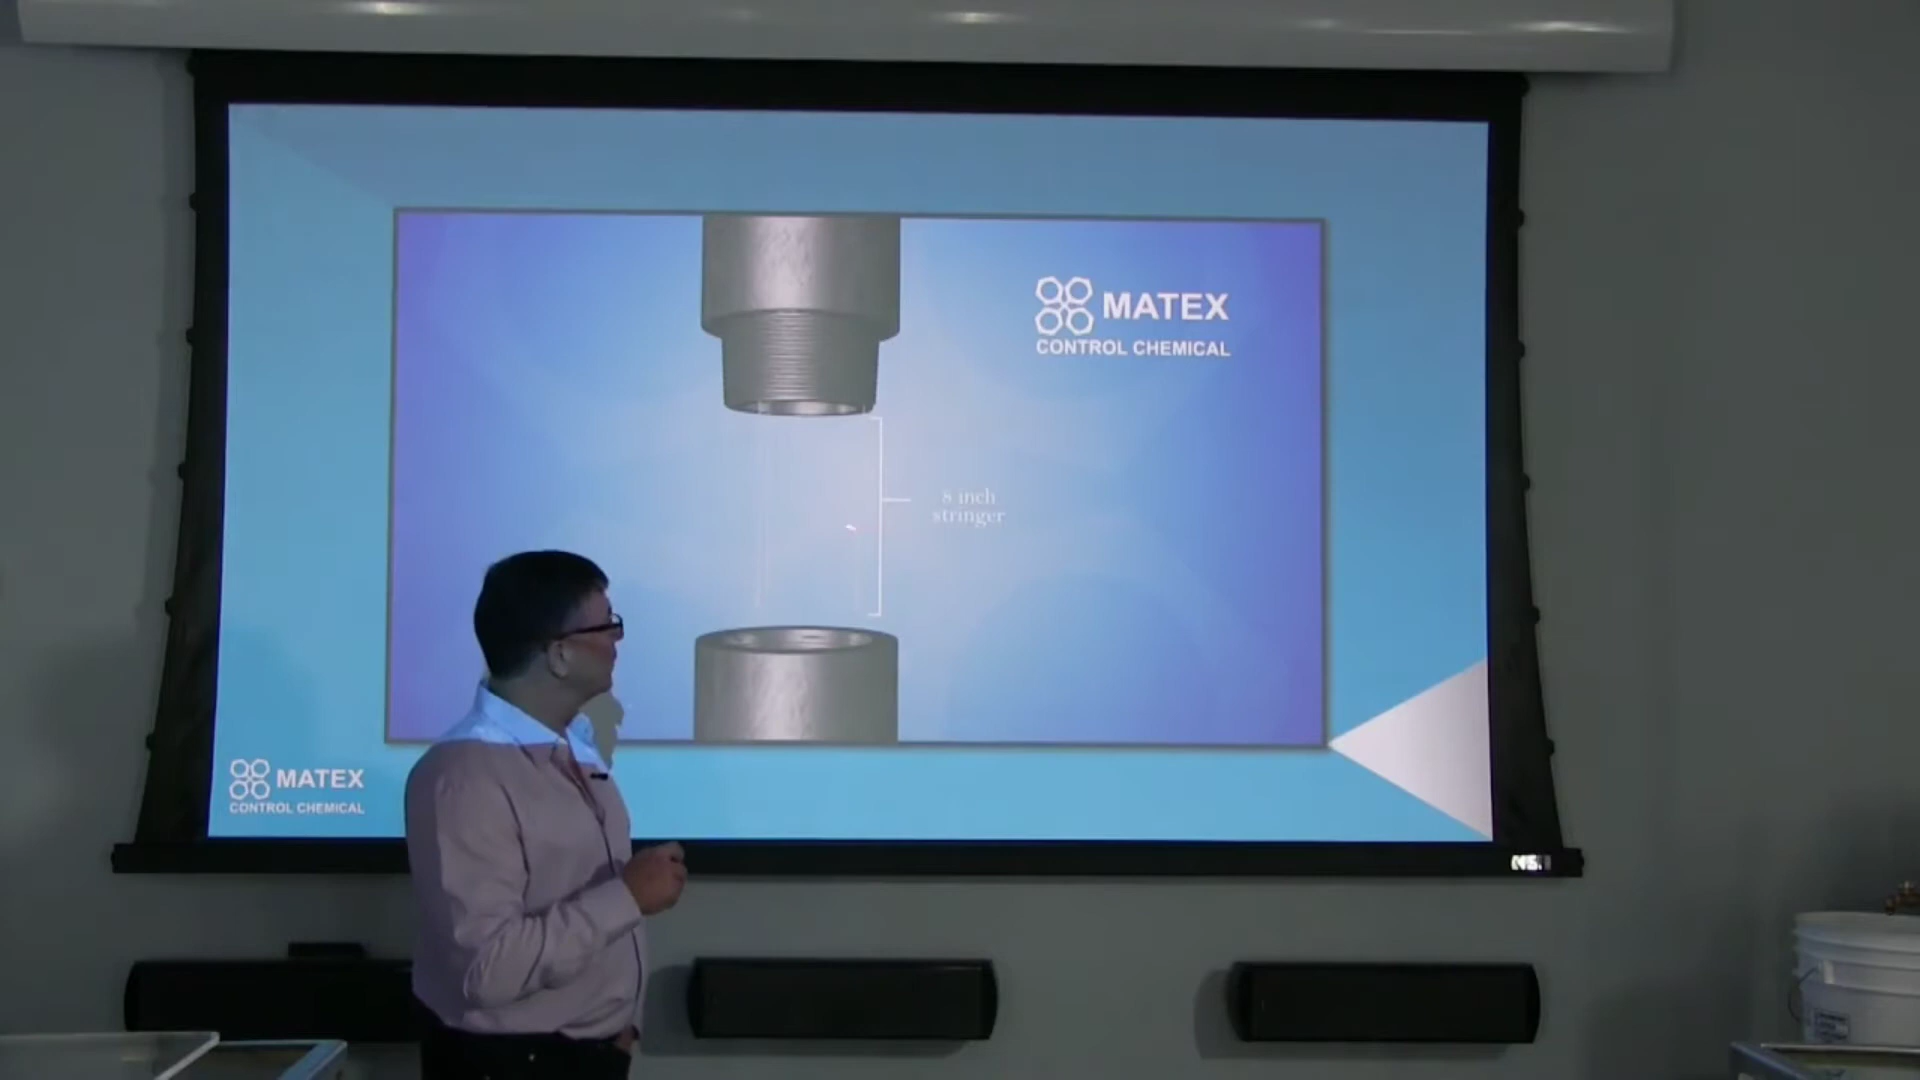 MATEX
CONTROL CHEMICAL
8 inch
stringer
MATEX
CONTROL CHEMICAL